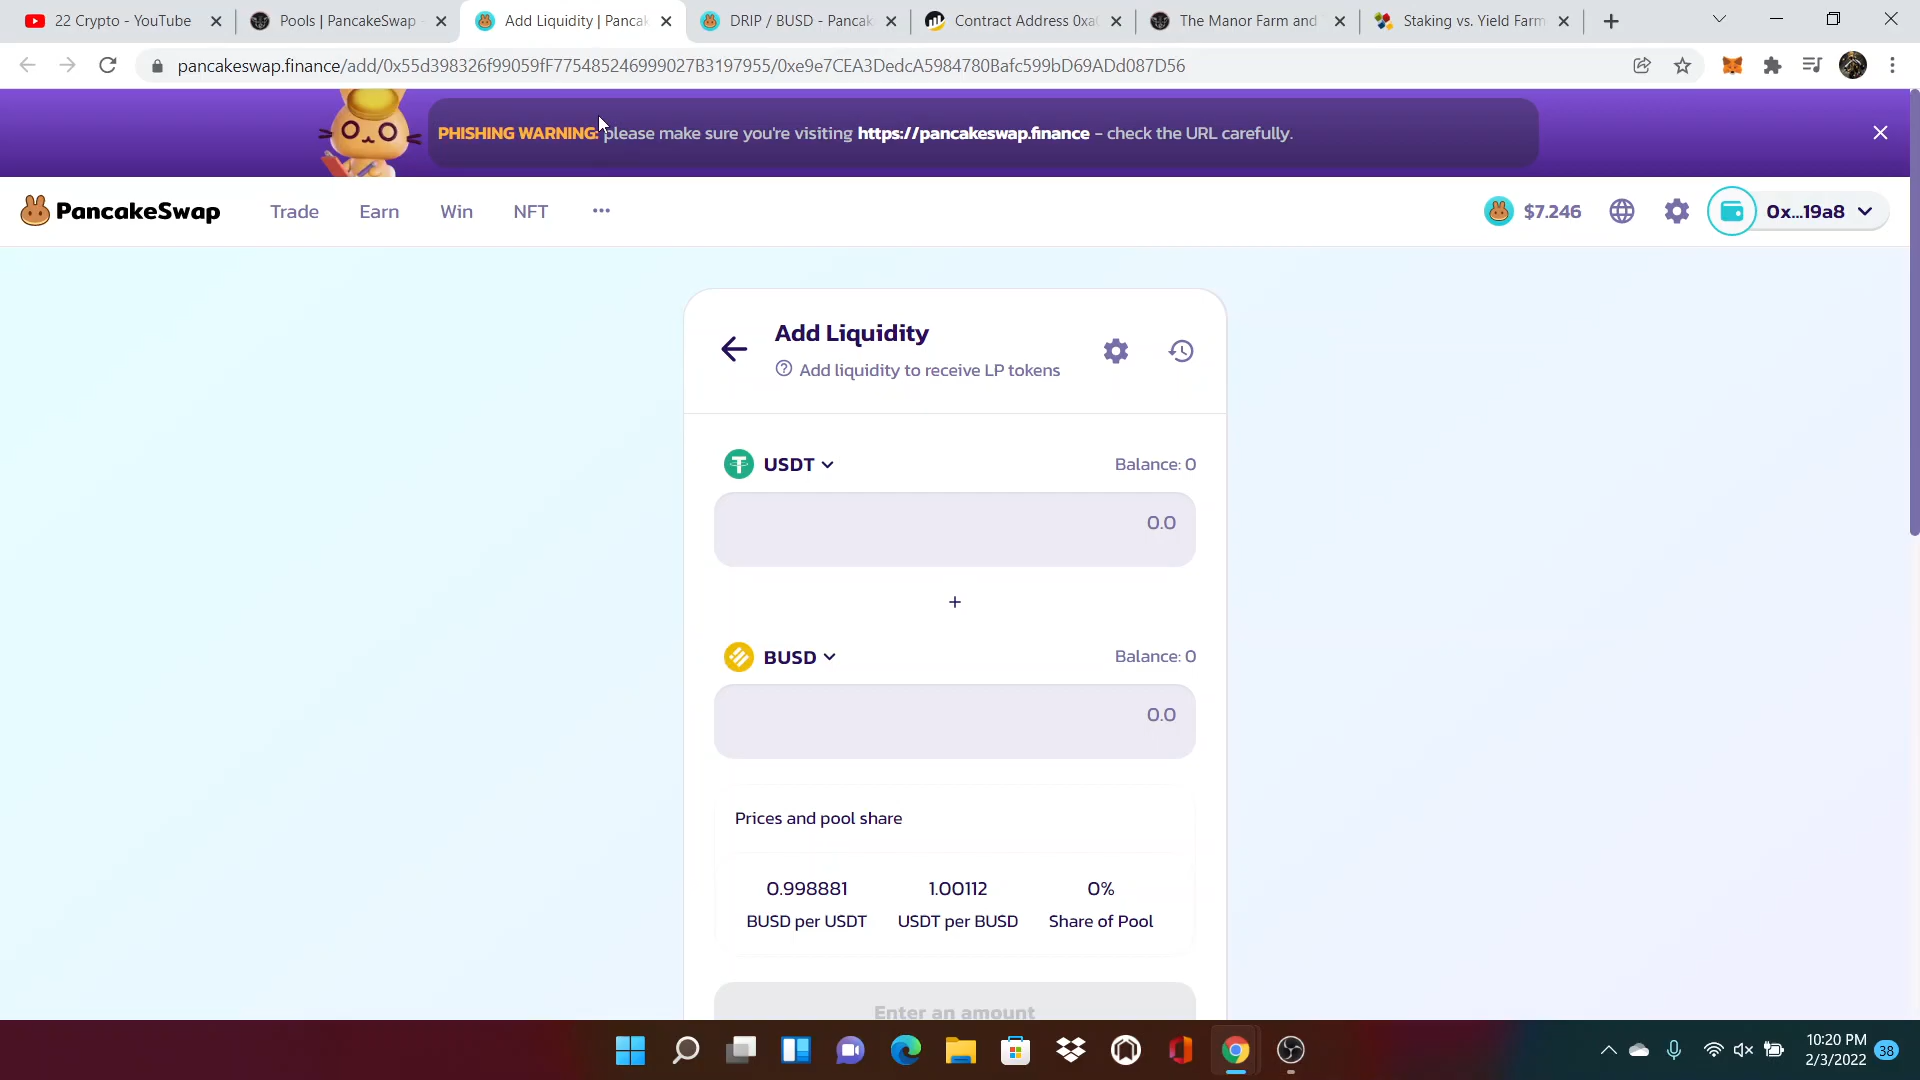 22 Crypto - YouTube
Pools | PancakeSwap -
Add Liquidity | Pancak
DRIP / BUSD - Pancak
Contract Address 0xa
The Manor Farm and
Staking vs. Yield Farm
pancakeswap.finance/add/0x55d398326f99059fF775485246999027B3197955/0xe9e7CEA3DedcA5984780Bafc599bD69ADd087D56
PHISHING WARNING: please make sure you're visiting https://pancakeswap.finance - check the URL carefully.
PancakeSwap
Trade
Earn
Win
NFT
$7.246
0x...19a8
Add Liquidity
Add liquidity to receive LP tokens
USDT
Balance: 0
0.0
+
BUSD
Balance: 0
0.0
Prices and pool share
0.998881
1.00112
0%
BUSD per USDT
USDT per BUSD
Share of Pool
Enter an amount
10:20 PM
2/3/2022
38